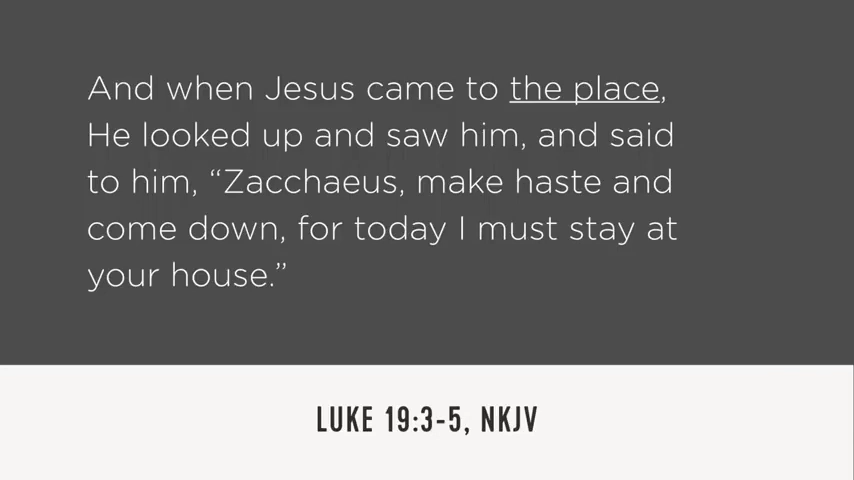 And when Jesus came to the place,
He looked up and saw him, and said
to him, “Zacchaeus, make haste and
come down, for today I must stay at
your house.”
LUKE 19:3-5, NKJV